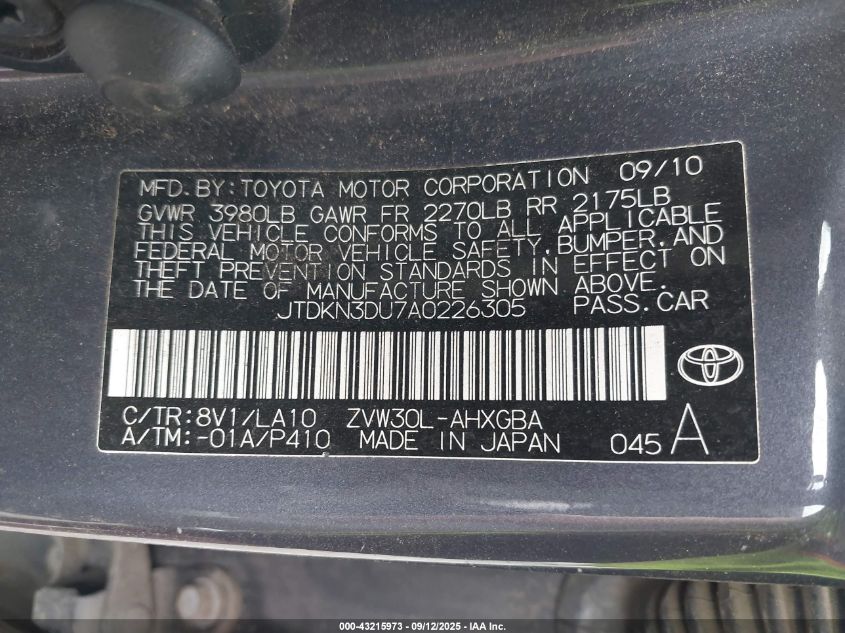 MFD. BY: TOYOTA MOTOR CORPORATION 09/10
GVWR 3980LB GAWR FR 2270LB RR 2175LB
THIS VEHICLE CONFORMS TO ALL APPLICABLE
FEDERAL MOTOR VEHICLE SAFETY, BUMPER, AND
THEFT PREVENTION STANDARDS IN EFFECT ON
THE DATE OF MANUFACTURE SHOWN ABOVE.
JTDKN3DU7A0226305 PASS. CAR
C/TR: 8V1/LA10 ZVW30L-AHXGBA
A/TM: -01A/P410 MADE IN JAPAN 045 A
000-43215973 - 09/12/2025 - IAA Inc.